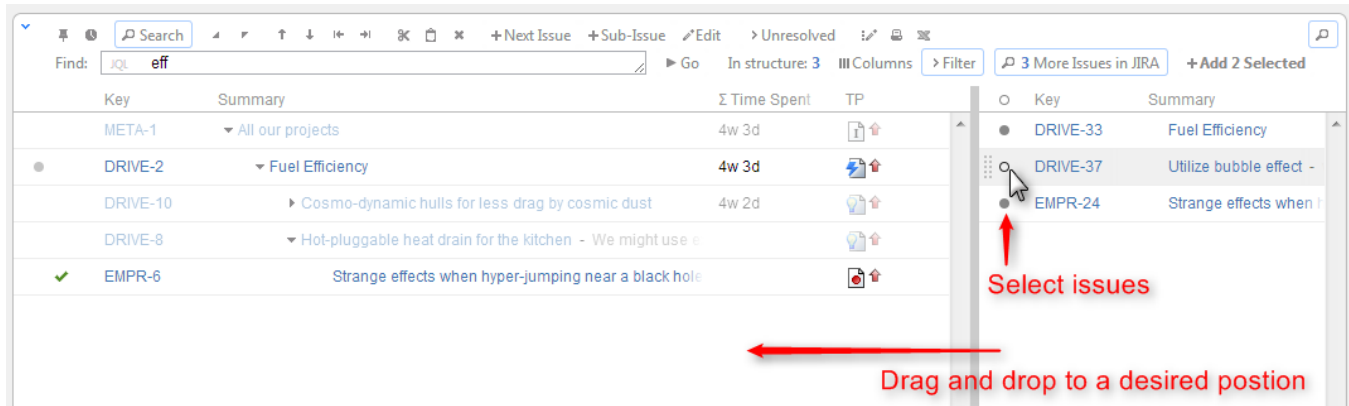 Search +Next Issue +Sub-Issue Edit > Unresolved
Find: JQL eff Go In structure: 3 Columns > Filter 3 More Issues in JIRA +Add 2 Selected
Key Summary Σ Time Spent TP Key Summary
META-1 All our projects 4w 3d DRIVE-33 Fuel Efficiency
DRIVE-2 Fuel Efficiency 4w 3d DRIVE-37 Utilize bubble effect -
DRIVE-10 Cosmo-dynamic hulls for less drag by cosmic dust 4w 2d EMPR-24 Strange effects when h
DRIVE-8 Hot-pluggable heat drain for the kitchen - We might use e
EMPR-6 Strange effects when hyper-jumping near a black hole
Select issues
Drag and drop to a desired postion